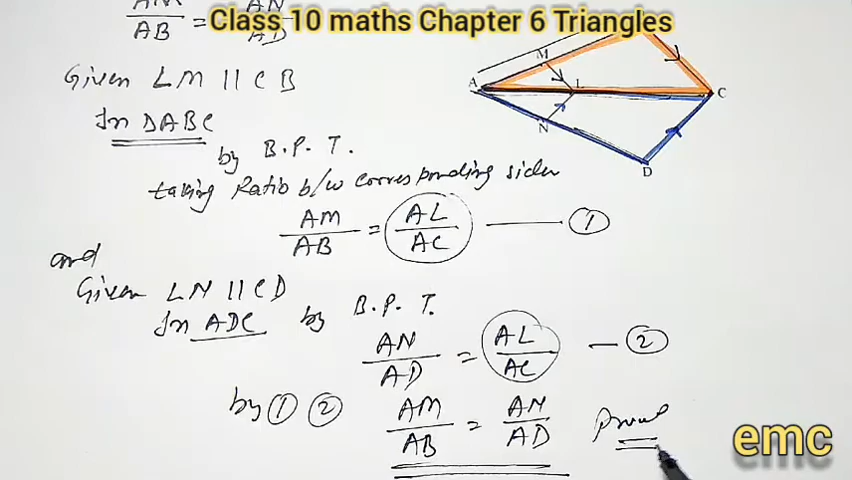 Class 10 maths Chapter 6 Triangles
AM/AB = AN/AD
Given LM || CB
In DABC
by B.P.T.
taking Ratio b/w corresponding sides
AM/AB = AL/AC — 1
and
Given LN || CD
In ADC by B.P.T.
AN/AD = AL/AC — 2
by 1 2 AM/AB = AN/AD Proved
M
A
L
C
N
D
emc